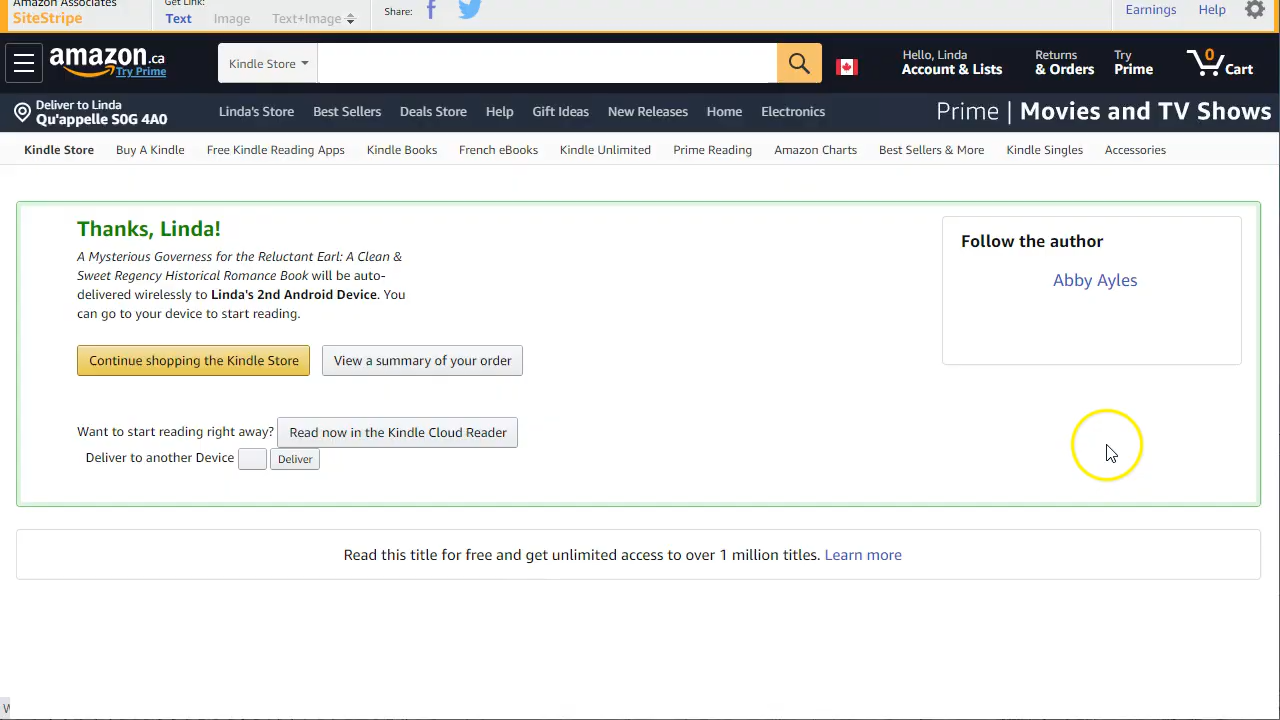 Amazon Associates
SiteStripe
Get Link:
Text Image Text+Image
Share:
Earnings Help
amazon.ca
Try Prime
Kindle Store
Hello, Linda
Account & Lists
Returns
& Orders
Try
Prime
0
Cart
Deliver to Linda
Qu'appelle S0G 4A0
Linda's Store Best Sellers Deals Store Help Gift Ideas New Releases Home Electronics
Prime | Movies and TV Shows
Kindle Store Buy A Kindle Free Kindle Reading Apps Kindle Books French eBooks Kindle Unlimited Prime Reading Amazon Charts Best Sellers & More Kindle Singles Accessories
Thanks, Linda!
A Mysterious Governess for the Reluctant Earl: A Clean &
Sweet Regency Historical Romance Book will be auto-
delivered wirelessly to Linda's 2nd Android Device. You
can go to your device to start reading.
Continue shopping the Kindle Store
View a summary of your order
Want to start reading right away? Read now in the Kindle Cloud Reader
Deliver to another Device Deliver
Follow the author
Abby Ayles
Read this title for free and get unlimited access to over 1 million titles. Learn more